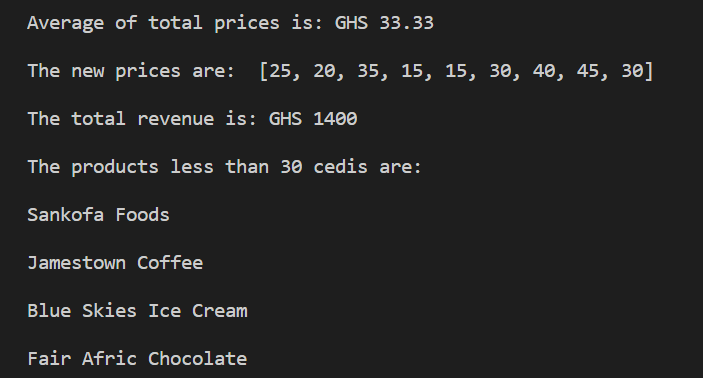 Average of total prices is: GHS 33.33
The new prices are:  [25, 20, 35, 15, 15, 30, 40, 45, 30]
The total revenue is: GHS 1400
The products less than 30 cedis are:
Sankofa Foods
Jamestown Coffee
Blue Skies Ice Cream
Fair Afric Chocolate